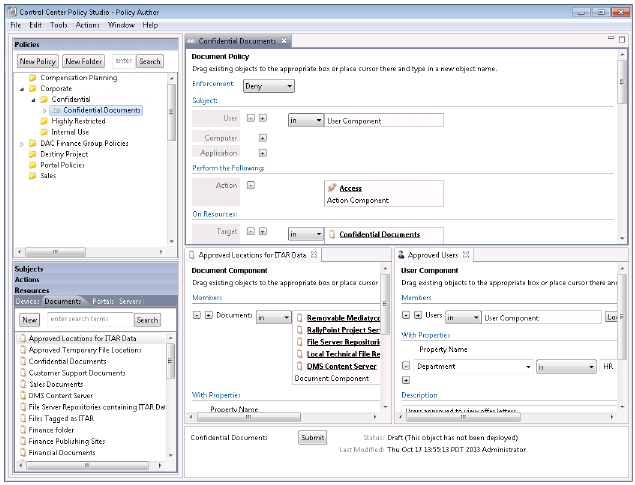 Control Center Policy Studio - Policy Author
File Edit Tools Actions Window Help
Policies
New Policy New Folder enter Search
Compensation Planning
Corporate
Confidential
Confidential Documents
Highly Restricted
Internal Use
DAC Finance Group Policies
Destiny Project
Portal Policies
Sales
Subjects
Actions
Resources
Devices Documents Portals Servers
New enter search terms Search
Approved Locations for ITAR Data
Approved Temporary File Locations
Confidential Documents
Customer Support Documents
Sales Documents
DMS Content Server
File Server Repositories containing ITAR Dat
Files Tagged as ITAR
Finance folder
Finance Publishing Sites
Financial Documents
Confidential Documents
Document Policy
Drag existing objects to the appropriate box or place cursor there and type in a new object name.
Enforcement: Deny
Subject:
User in User Component
Computer
Application
Perform the Following:
Action Access
Action Component
On Resources:
Target in Confidential Documents
Approved Locations for ITAR Data
Document Component
Drag existing objects to the appropriate box or place cursor
Members
Documents in Removable Mediatyc
RallyPoint Project Ser
File Server Repositori
Local Technical File Re
DMS Content Server
Document Component
With Properties
Property Name
Approved Users
User Component
Drag existing objects to the appropriate box or place cursor there an
Members
Users in User Component Loo
With Properties
Property Name
Department is HR
Description
Users approved to view offer letters
Confidential Documents Submit Status: Draft (This object has not been deployed)
Last Modified: Thu Oct 17 13:55:13 PDT 2013 Administrator